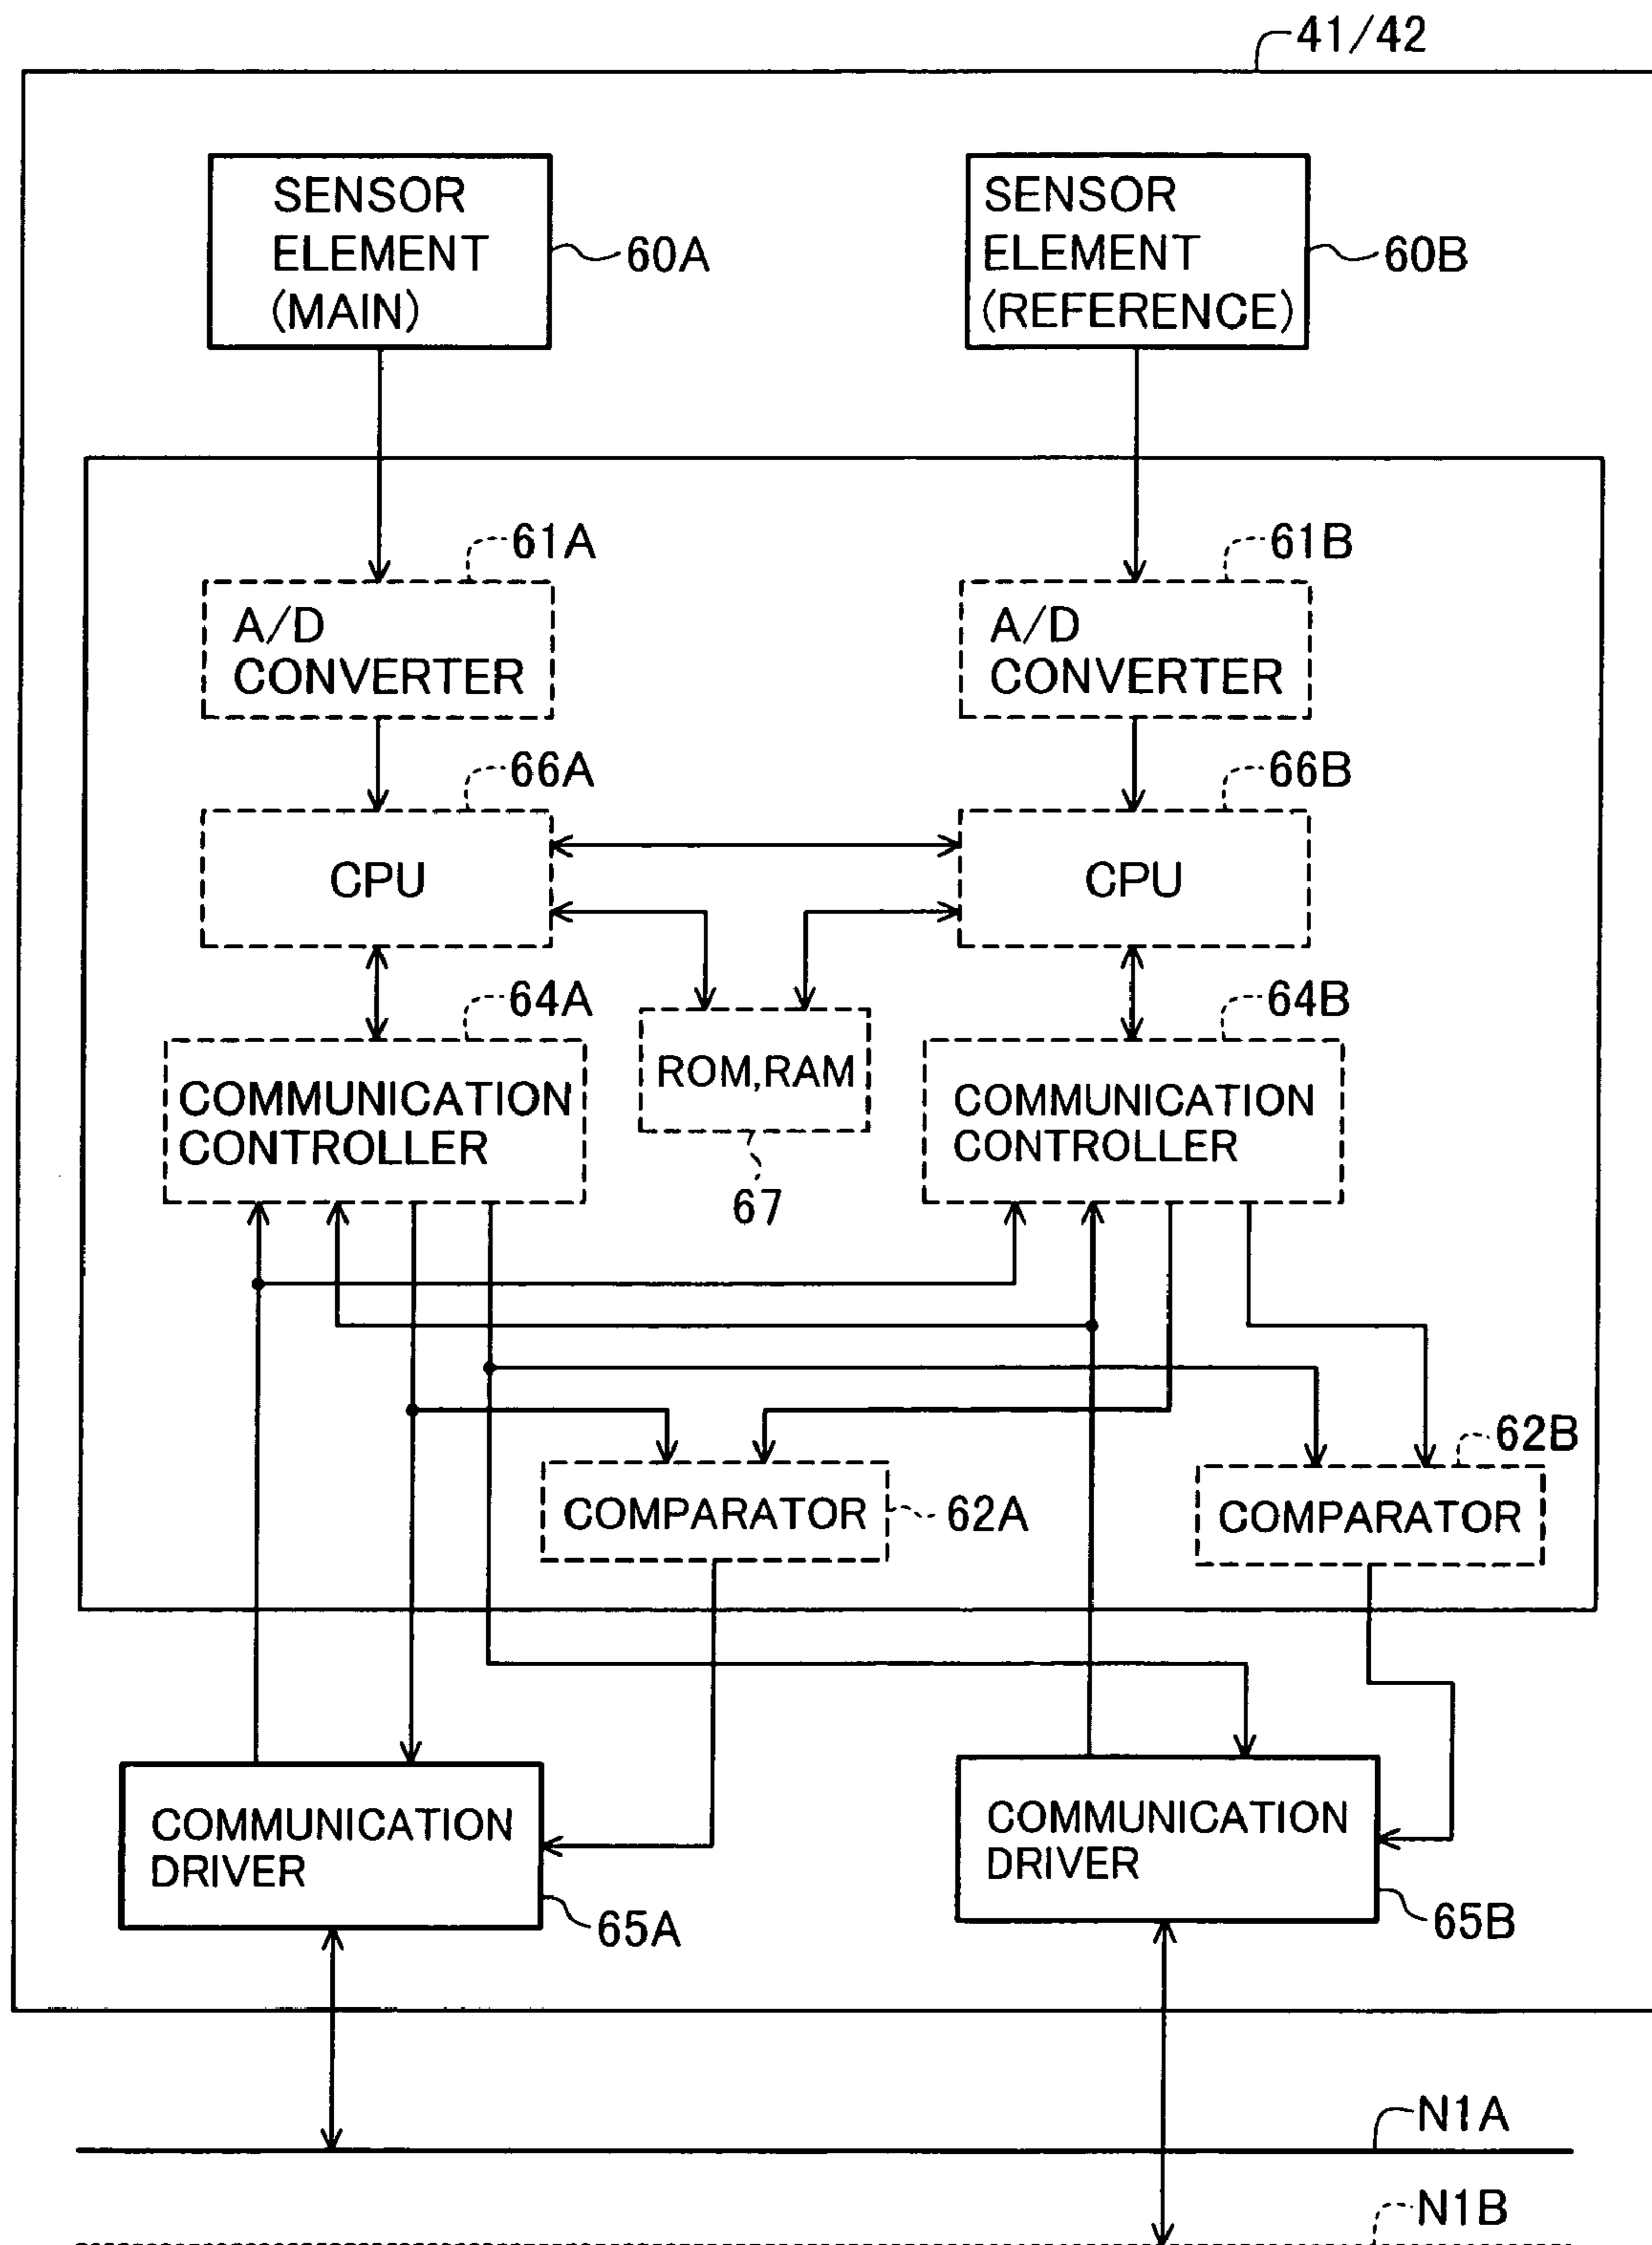 41/42
SENSOR
ELEMENT
(MAIN)
60A
SENSOR
ELEMENT
(REFERENCE)
60B
61A
A/D
CONVERTER
61B
A/D
CONVERTER
66A
CPU
66B
CPU
64A
COMMUNICATION
CONTROLLER
ROM,RAM
67
64B
COMMUNICATION
CONTROLLER
COMPARATOR
62A
62B
COMPARATOR
COMMUNICATION
DRIVER
65A
COMMUNICATION
DRIVER
65B
N1A
N1B